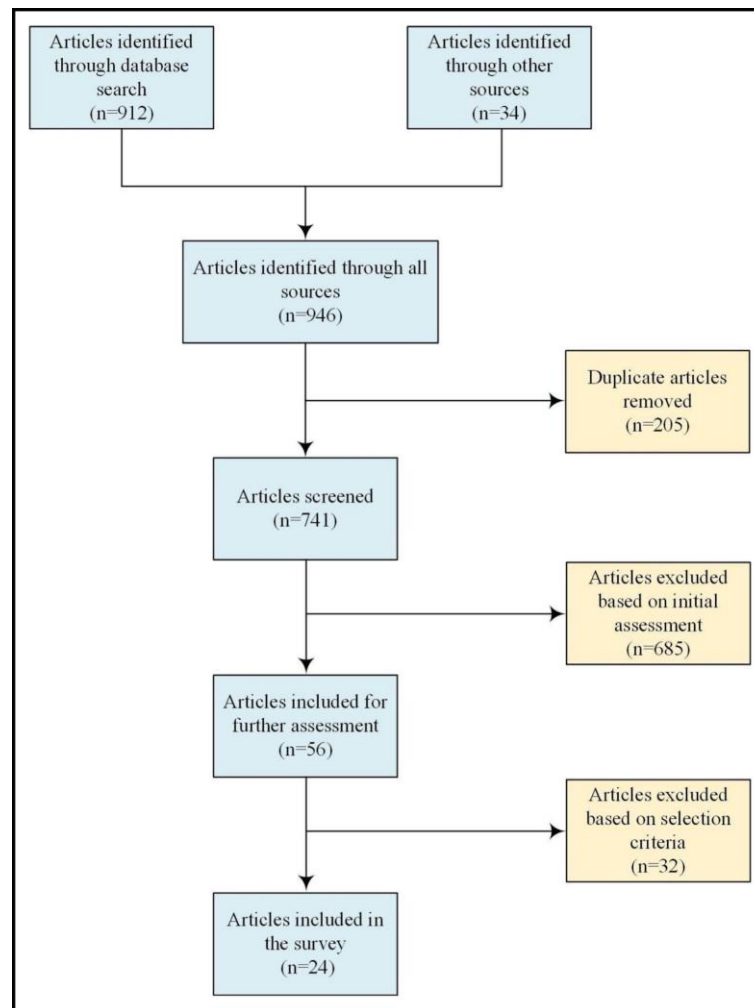 Articles identified
through database
search
(n=912)
Articles identified
through other
sources
(n=34)
Articles identified through all
sources
(n=946)
Duplicate articles
removed
(n=205)
Articles screened
(n=741)
Articles excluded
based on initial
assessment
(n=685)
Articles included for
further assessment
(n=56)
Articles excluded
based on selection
criteria
(n=32)
Articles included in
the survey
(n=24)